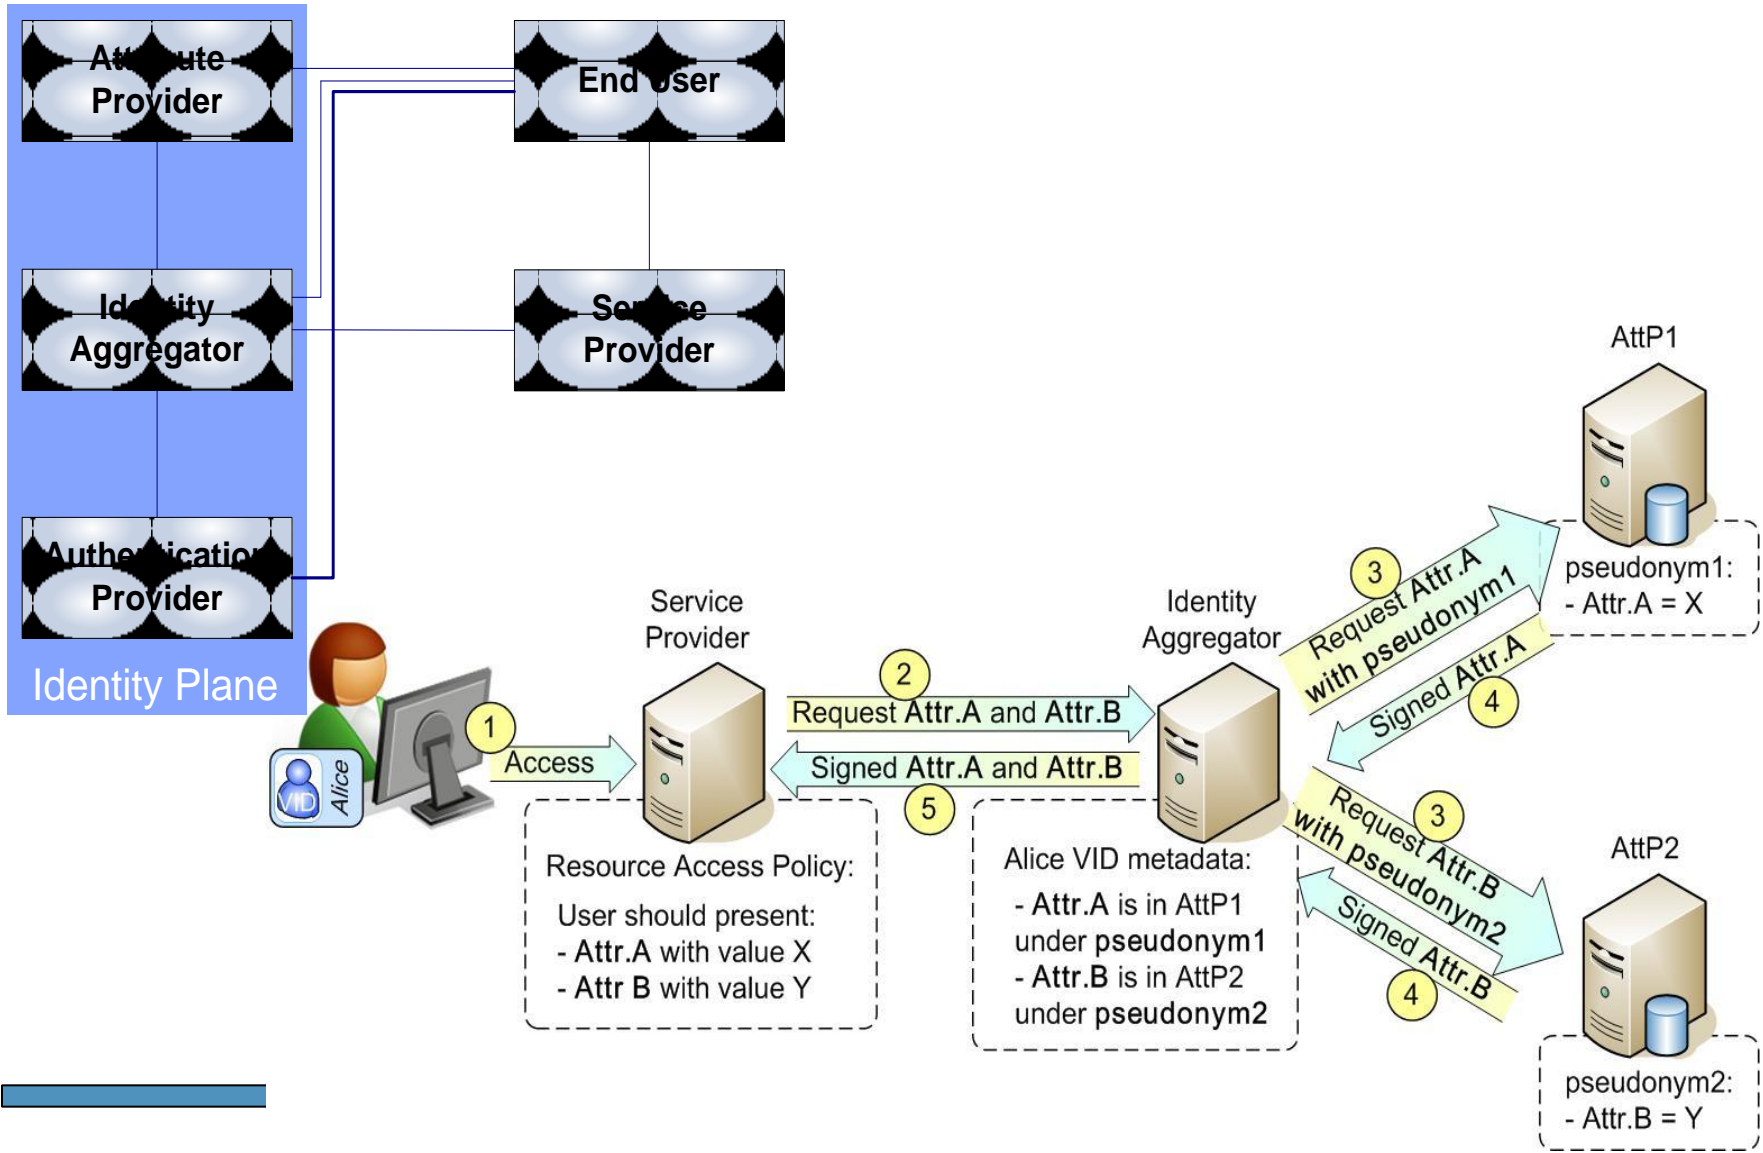 Attribute
Provider
End User
Identity
Aggregator
Service
Provider
Authentication
Provider
Identity Plane
VID
Alice
1
Access
Service
Provider
2
Request Attr.A and Attr.B
Signed Attr.A and Attr.B
5
Resource Access Policy:
User should present:
- Attr.A with value X
- Attr B with value Y
Identity
Aggregator
Alice VID metadata:
- Attr.A is in AttP1
under pseudonym1
- Attr.B is in AttP2
under pseudonym2
3
Request Attr.A
with pseudonym1
Signed Attr.A
4
AttP1
pseudonym1:
- Attr.A = X
3
Request Attr.B
with pseudonym2
Signed Attr.B
4
AttP2
pseudonym2:
- Attr.B = Y